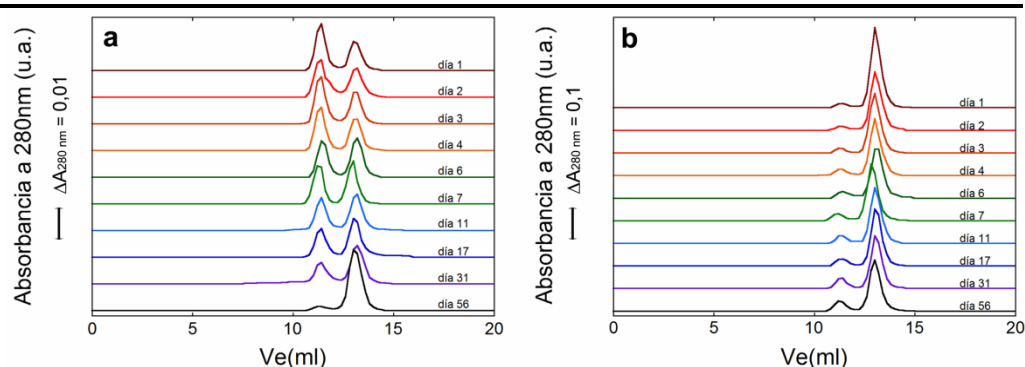 a
Absorbancia a 280nm (u.a.)
ΔA280 nm = 0,01
día 1
día 2
día 3
día 4
día 6
día 7
día 11
día 17
día 31
día 56
0 5 10 15 20
Ve(ml)
b
Absorbancia a 280nm (u.a.)
ΔA280 nm = 0,1
día 1
día 2
día 3
día 4
día 6
día 7
día 11
día 17
día 31
día 56
0 5 10 15 20
Ve(ml)